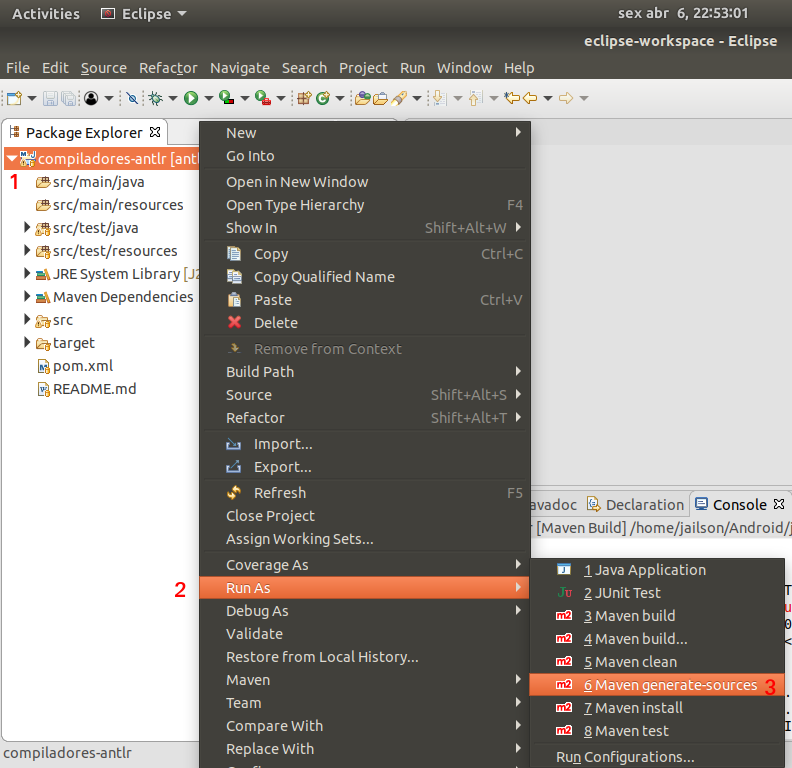 Activities Eclipse sex abr 6, 22:53:01
eclipse-workspace - Eclipse
File Edit Source Refactor Navigate Search Project Run Window Help
Package Explorer
compiladores-antlr [antl
1
src/main/java
src/main/resources
src/test/java
src/test/resources
JRE System Library [J2
Maven Dependencies
src
target
pom.xml
README.md
New
Go Into
Open in New Window
Open Type Hierarchy F4
Show In Shift+Alt+W
Copy Ctrl+C
Copy Qualified Name
Paste Ctrl+V
Delete
Remove from Context
Build Path
Source Shift+Alt+S
Refactor Shift+Alt+T
Import...
Export...
Refresh F5
Close Project
Assign Working Sets...
Coverage As
2 Run As
Debug As
Validate
Restore from Local History...
Maven
Team
Compare With
Replace With
avadoc Declaration Console
[Maven Build] /home/jailson/Android/j
1 Java Application
Ju 2 JUnit Test
m2 3 Maven build
m2 4 Maven build...
m2 5 Maven clean
m2 6 Maven generate-sources 3
m2 7 Maven install
m2 8 Maven test
Run Configurations...
compiladores-antlr